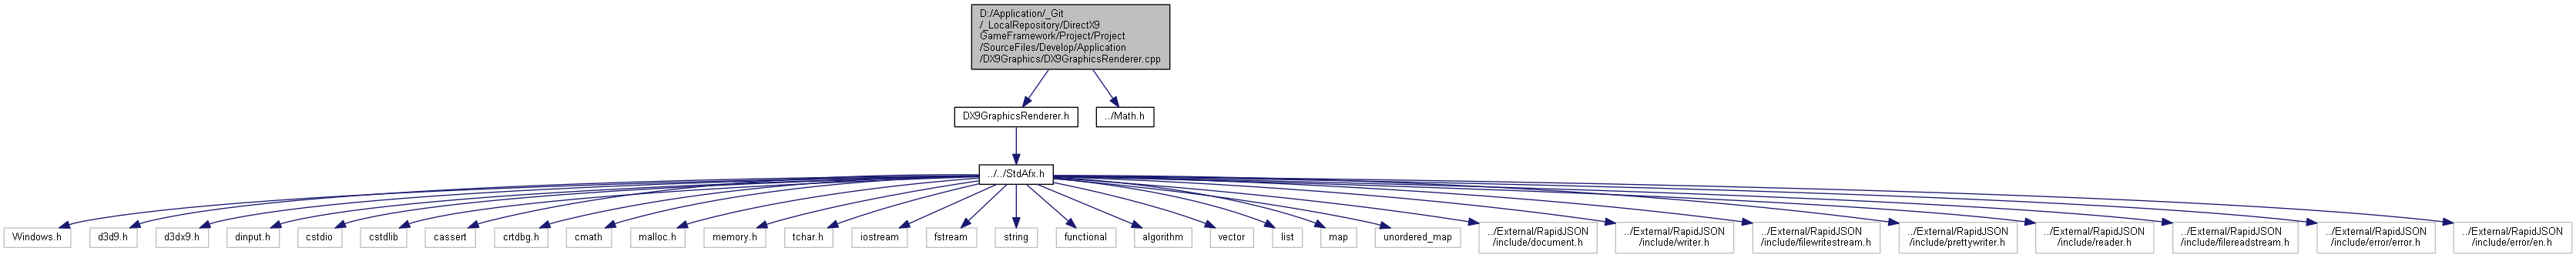 D:/Application/_Git
/_LocalRepository/DirectX9
GameFramework/Project/Project
/SourceFiles/Develop/Application
/DX9Graphics/DX9GraphicsRenderer.cpp
DX9GraphicsRenderer.h
../Math.h
../../StdAfx.h
Windows.h
d3d9.h
d3dx9.h
dinput.h
cstdio
cstdlib
cassert
crtdbg.h
cmath
malloc.h
memory.h
tchar.h
iostream
fstream
string
functional
algorithm
vector
list
map
unordered_map
../External/RapidJSON
/include/document.h
../External/RapidJSON
/include/writer.h
../External/RapidJSON
/include/filewritestream.h
../External/RapidJSON
/include/prettywriter.h
../External/RapidJSON
/include/reader.h
../External/RapidJSON
/include/filereadstream.h
../External/RapidJSON
/include/error/error.h
../External/RapidJSON
/include/error/en.h